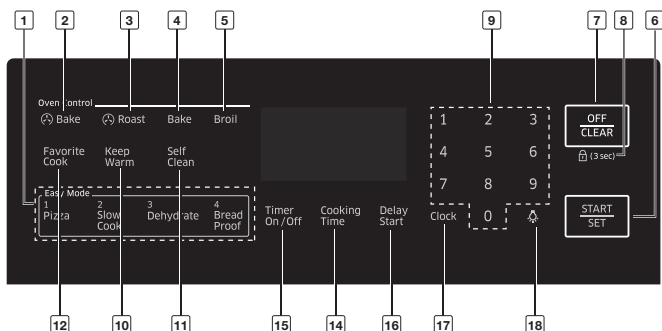 1 2 3 4 5 9 7 8 6
Oven Control
Bake Roast Bake Broil
Favorite Cook
Keep Warm
Self Clean
Easy Mode
1 Pizza
2 Slow Cook
3 Dehydrate
4 Bread Proof
Timer On/Off
Cooking Time
Delay Start
1 2 3
4 5 6
7 8 9
Clock 0
OFF
CLEAR
(3 sec)
START
SET
12 10 11 15 14 16 17 18